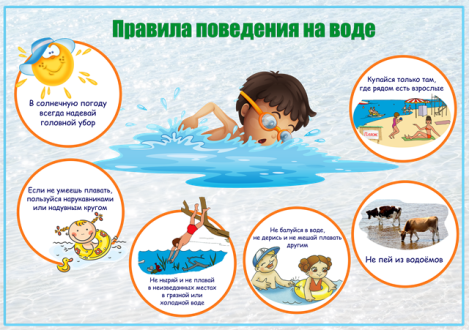 Правила поведения на воде
В солнечную погоду
всегда надевай
головной убор
Купайся только там,
где рядом есть взрослые
Пляж
Если не умеешь плавать,
пользуйся нарукавниками
или надувным кругом
Не ныряй и не плавай
в неизведанных местах
в грязной или
холодной воде
Не балуйся в воде,
не дерись и не мешай плавать
другим
Не пей из водоёмов